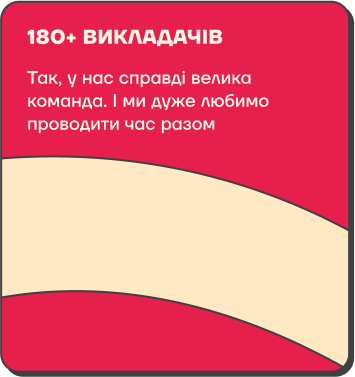 180+ ВИКЛАДАЧІВ
Так, у нас справді велика
команда. І ми дуже любимо
проводити час разом